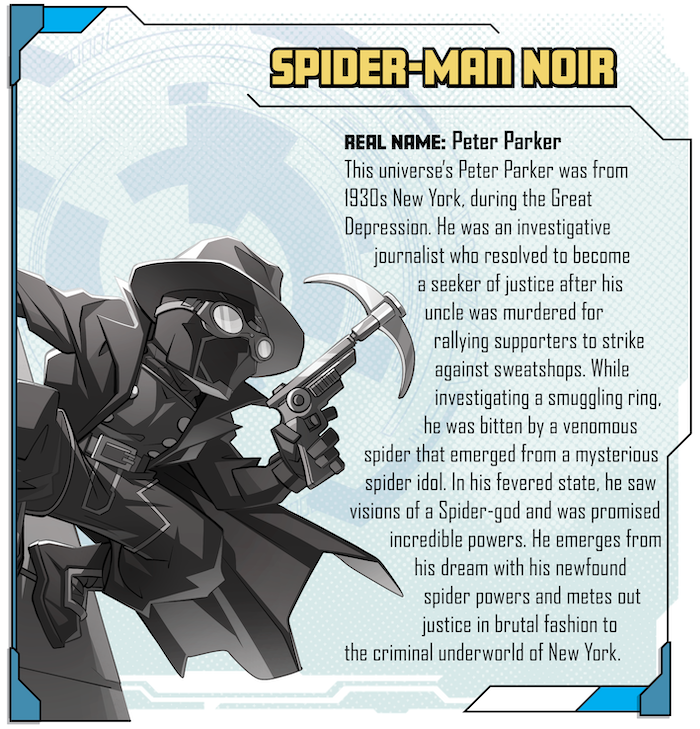 SPIDER-MAN NOIR
REAL NAME: Peter Parker
This universe's Peter Parker was from
1930s New York, during the Great
Depression. He was an investigative
journalist who resolved to become
a seeker of justice after his
uncle was murdered for
rallying supporters to strike
against sweatshops. While
investigating a smuggling ring,
he was bitten by a venomous
spider that emerged from a mysterious
spider idol. In his fevered state, he saw
visions of a Spider-god and was promised
incredible powers. He emerges from
his dream with his newfound
spider powers and metes out
justice in brutal fashion to
the criminal underworld of New York.